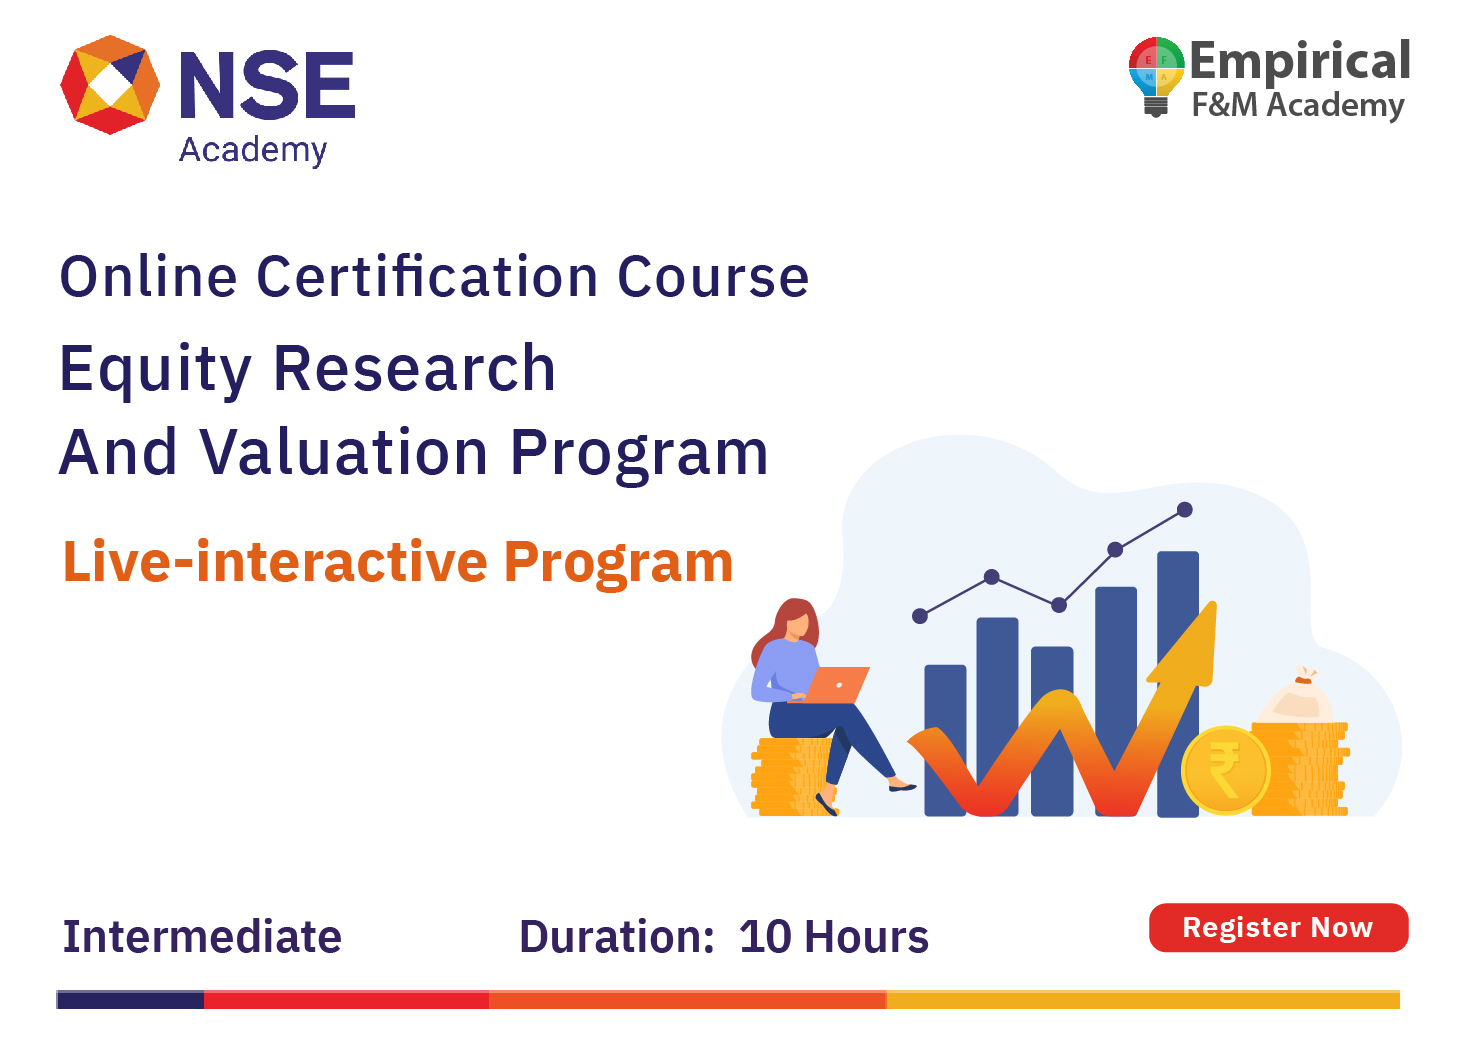 NSE
Academy
E F
M A
Empirical
F&M Academy
Online Certification Course
Equity Research
And Valuation Program
Live-interactive Program
₹
Intermediate
Duration: 10 Hours
Register Now